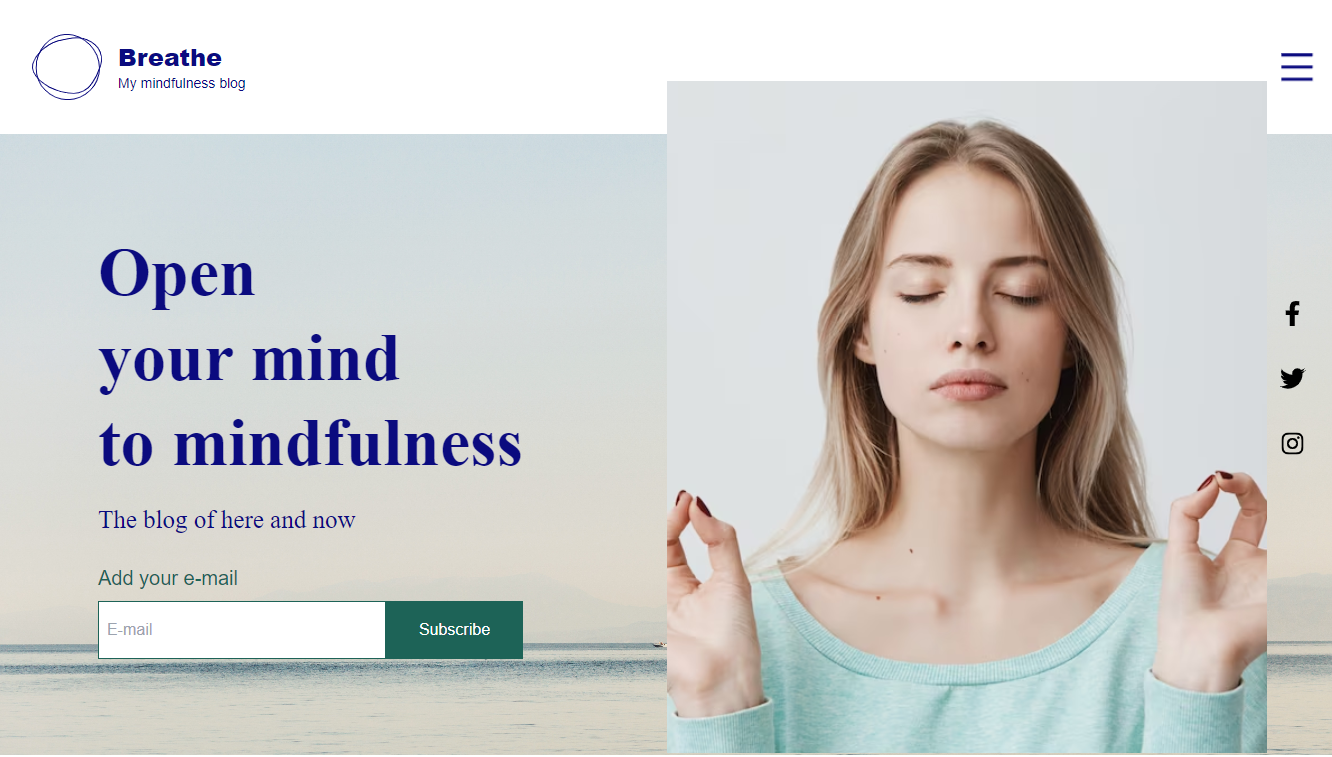 Breathe
My mindfulness blog
Open
your mind
to mindfulness
The blog of here and now
Add your e-mail
E-mail
Subscribe